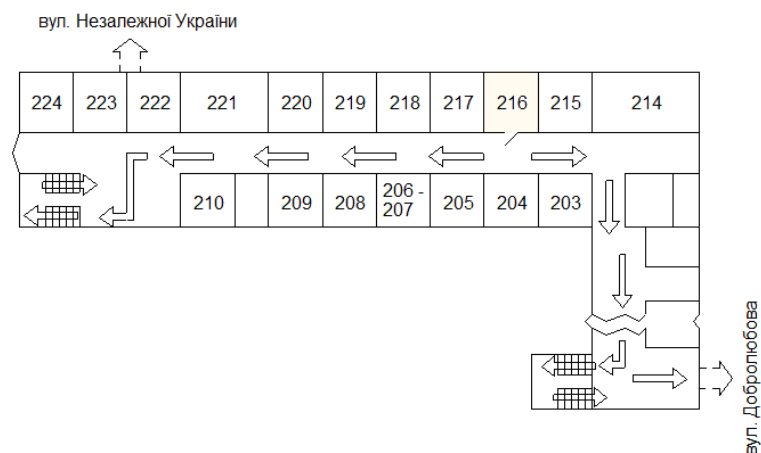 вул. Незалежної України
224 223 222 221 220 219 218 217 216 215 214
210 209 208 206 - 207 205 204 203
вул. Добролюбова